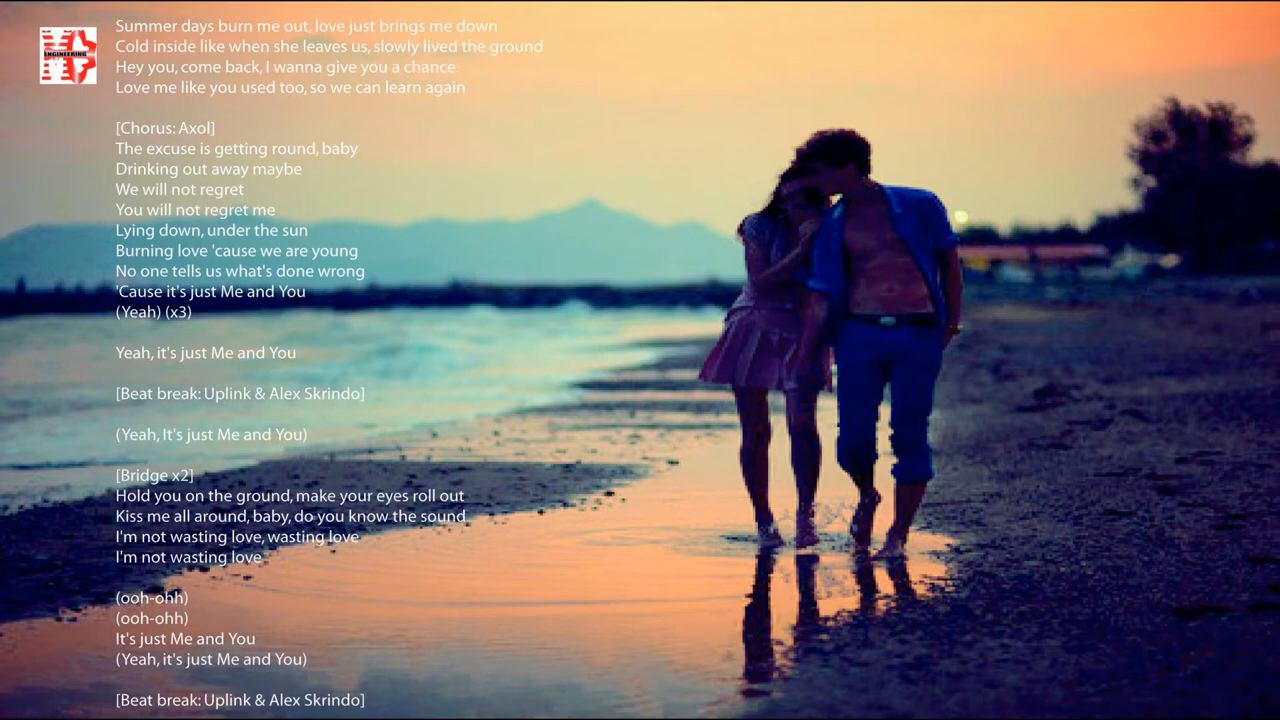 ENGINEERING
Summer days burn me out, love just brings me down
Cold inside like when she leaves us, slowly lived the ground
Hey you, come back, I wanna give you a chance
Love me like you used too, so we can learn again
[Chorus: Axol]
The excuse is getting round, baby
Drinking out away maybe
We will not regret
You will not regret me
Lying down, under the sun
Burning love 'cause we are young
No one tells us what's done wrong
'Cause it's just Me and You
(Yeah) (x3)
Yeah, it's just Me and You
[Beat break: Uplink & Alex Skrindo]
(Yeah, It's just Me and You)
[Bridge x2]
Hold you on the ground, make your eyes roll out
Kiss me all around, baby, do you know the sound
I'm not wasting love, wasting love
I'm not wasting love
(ooh-ohh)
(ooh-ohh)
It's just Me and You
(Yeah, it's just Me and You)
[Beat break: Uplink & Alex Skrindo]